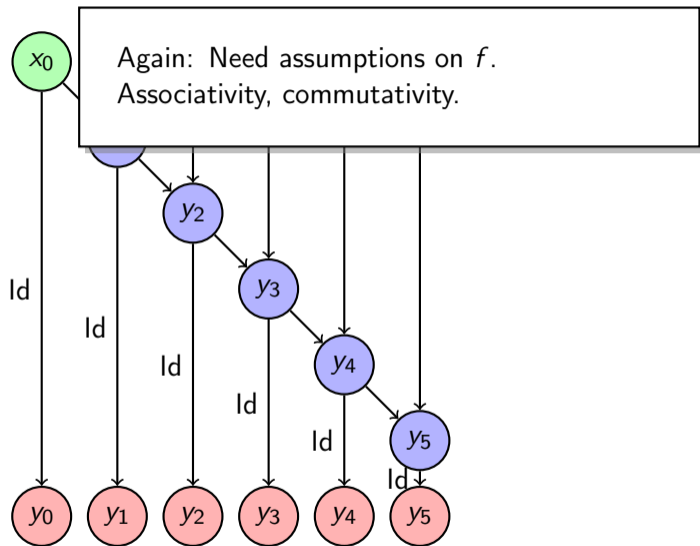 x0
Again: Need assumptions on f.
Associativity, commutativity.
y2
y3
Id
Id
y4
Id
Id
y5
Id
Id
y0 y1 y2 y3 y4 y5